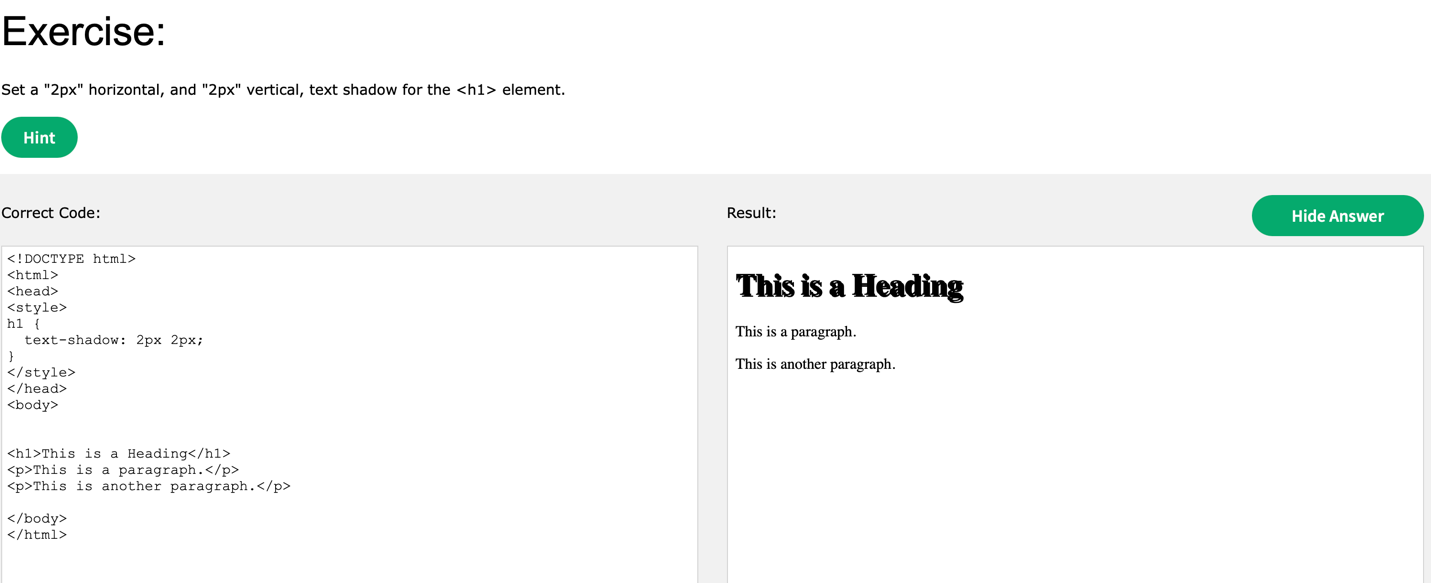 Exercise:
Set a "2px" horizontal, and "2px" vertical, text shadow for the <h1> element.
Hint
Correct Code:
Result:
Hide Answer
<!DOCTYPE html>
<html>
<head>
<style>
h1 {
  text-shadow: 2px 2px;
}
</style>
</head>
<body>
<h1>This is a Heading</h1>
<p>This is a paragraph.</p>
<p>This is another paragraph.</p>
</body>
</html>
This is a Heading
This is a paragraph.
This is another paragraph.